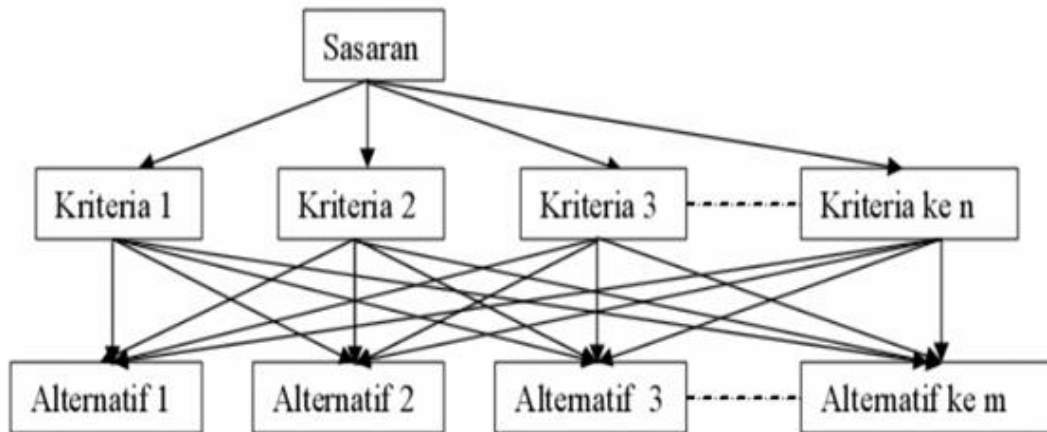 Sasaran
Kriteria 1
Kriteria 2
Kriteria 3
Kriteria ke n
Alternatif 1
Alternatif 2
Alternatif 3
Alternatif ke m